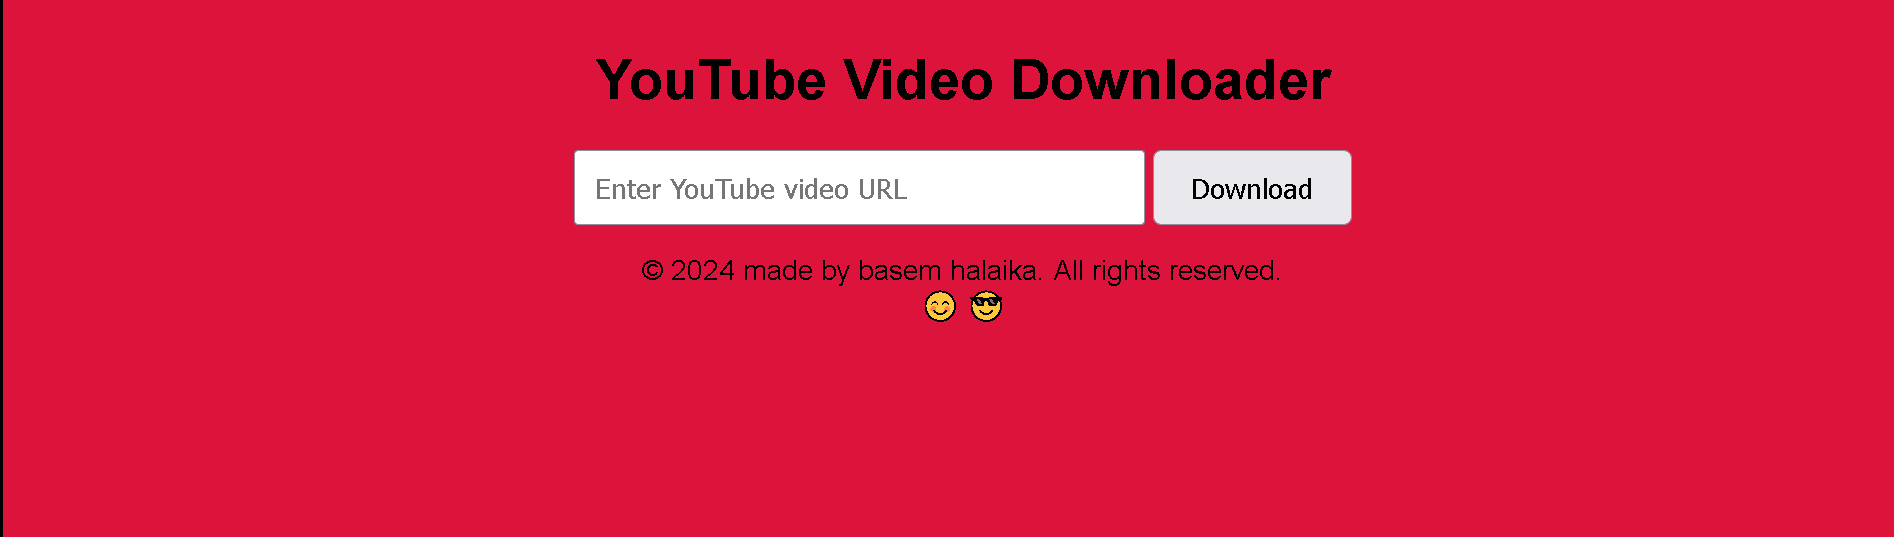 YouTube Video Downloader
Enter YouTube video URL
Download
© 2024 made by basem halaika. All rights reserved.
😊 😎